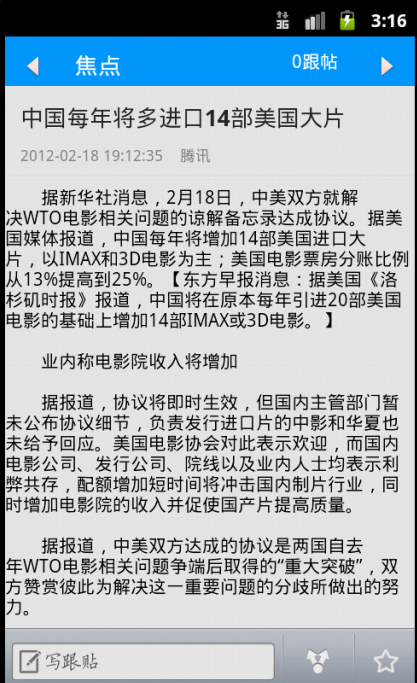 3G 3:16
焦点 0跟帖
中国每年将多进口14部美国大片
2012-02-18 19:12:35 腾讯
据新华社消息，2月18日，中美双方就解
决WTO电影相关问题的谅解备忘录达成协议。据美
国媒体报道，中国每年将增加14部美国进口大
片，以IMAX和3D电影为主；美国电影票房分账比例
从13%提高到25%。【东方早报消息：据美国《洛
杉矶时报》报道，中国将在原本每年引进20部美国
电影的基础上增加14部IMAX或3D电影。】
业内称电影院收入将增加
据报道，协议将即时生效，但国内主管部门暂
未公布协议细节，负责发行进口片的中影和华夏也
未给予回应。美国电影协会对此表示欢迎，而国内
电影公司、发行公司、院线以及业内人士均表示利
弊共存，配额增加短时间将冲击国内制片行业，同
时增加电影院的收入并促使国产片提高质量。
据报道，中美双方达成的协议是两国自去
年WTO电影相关问题争端后取得的“重大突破”，双
方赞赏彼此为解决这一重要问题的分歧所做出的努
力。
写跟贴